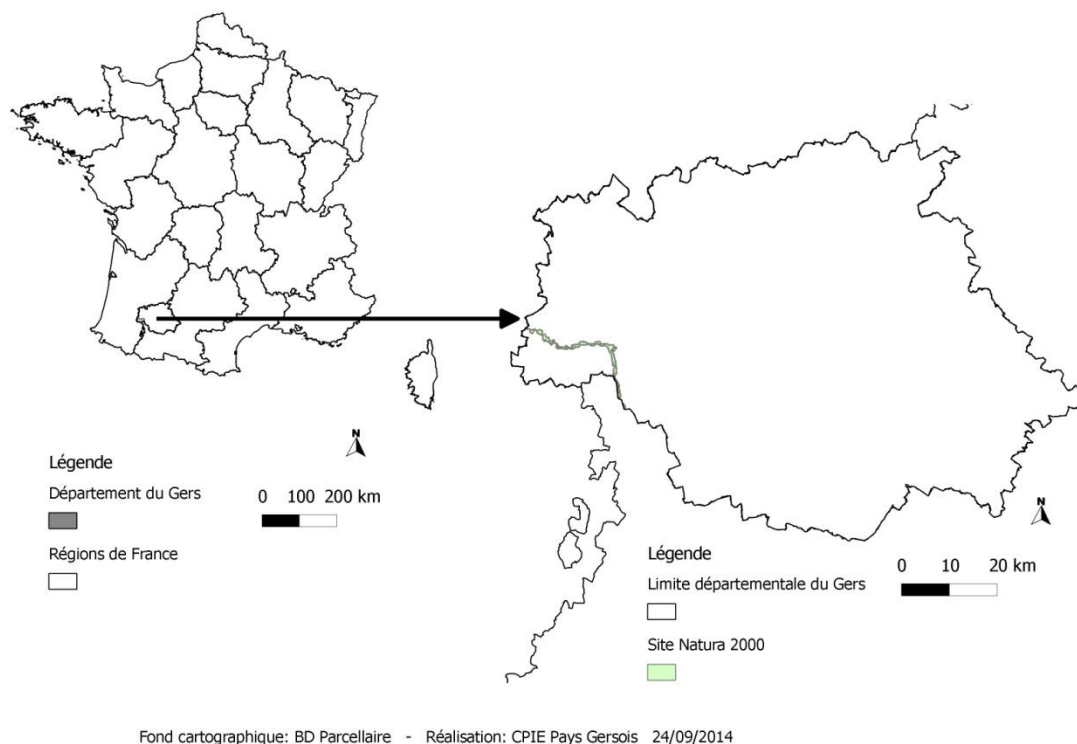 N
Légende
Département du Gers
0 100 200 km
Régions de France
N
Légende
0 10 20 km
Limite départementale du Gers
Site Natura 2000
Fond cartographique: BD Parcellaire - Réalisation: CPIE Pays Gersois 24/09/2014